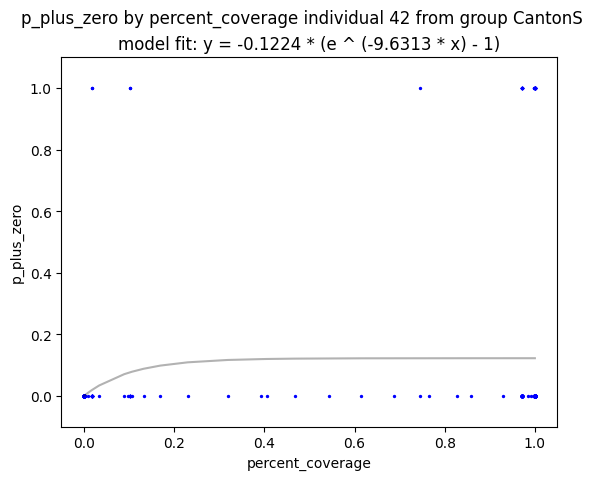 p_plus_zero by percent_coverage individual 42 from group CantonS
model fit: y = -0.1224 * (e ^ (-9.6313 * x) - 1)
1.0
0.8
0.6
0.4
0.2
0.0
p_plus_zero
0.0 0.2 0.4 0.6 0.8 1.0
percent_coverage